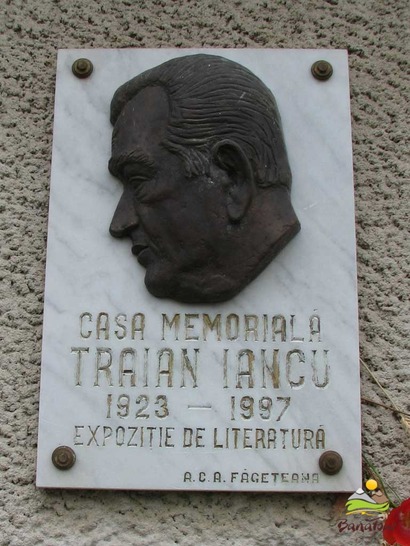 CASA MEMORIALĂ
TRAIAN IANCU
1923 — 1997
EXPOZIȚIE DE LITERATURĂ
A.C.A. FĂGETEANA